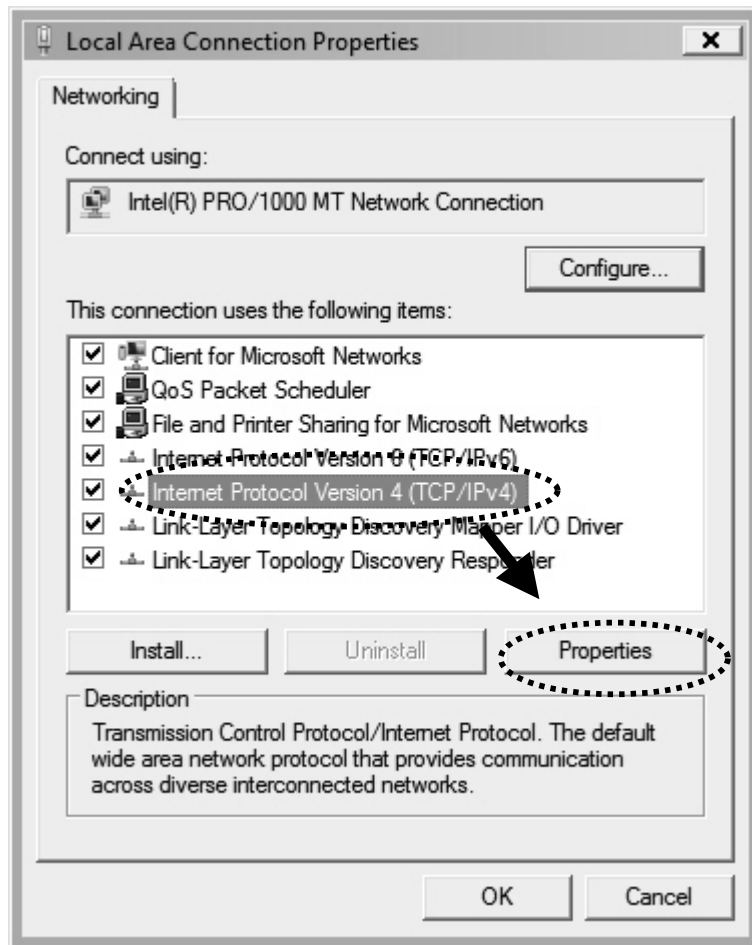 Local Area Connection Properties
Networking
Connect using:
Intel(R) PRO/1000 MT Network Connection
Configure...
This connection uses the following items:
Client for Microsoft Networks
QoS Packet Scheduler
File and Printer Sharing for Microsoft Networks
Internet Protocol Version 6 (TCP/IPv6)
Internet Protocol Version 4 (TCP/IPv4)
Link-Layer Topology Discovery Mapper I/O Driver
Link-Layer Topology Discovery Responder
Install... Uninstall Properties
Description
Transmission Control Protocol/Internet Protocol. The default
wide area network protocol that provides communication
across diverse interconnected networks.
OK Cancel